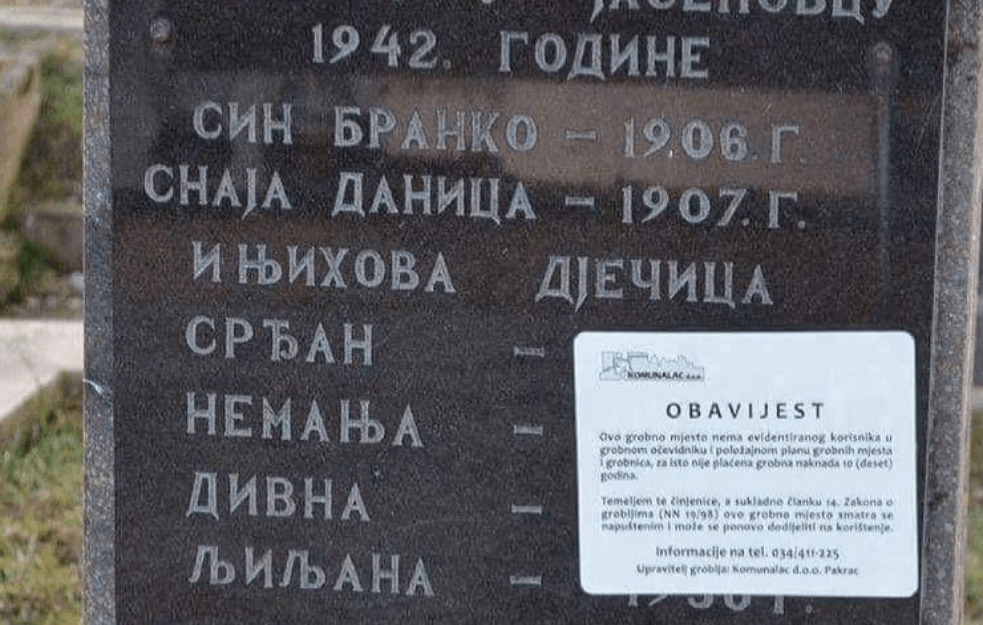 ЈАСЕНОВЦУ
1942. ГОДИНЕ
СИН БРАНКО – 1906. Г.
СНАЈА ДАНИЦА – 1907. Г.
И ЊИХОВА ДЈЕЧИЦА
СРЂАН –
НЕМАЊА –
ДИВНА –
ЉИЉАНА –
KOMUNALAC d.o.o.
OBAVIJEST
Ovo grobno mjesto nema evidentiranog korisnika u
grobnom očevidniku i položajnom planu grobnih mjesta
i grobnica, za isto nije plaćena grobna naknada 10 (deset)
godina.
Temeljem te činjenice, a sukladno članku 14. Zakona o
grobljima (NN 19/98) ovo grobno mjesto smatra se
napuštenim i može se ponovo dodijeliti na korištenje.
Informacije na tel. 034/411-225
Upravitelj groblja: Komunalac d.o.o. Pakrac